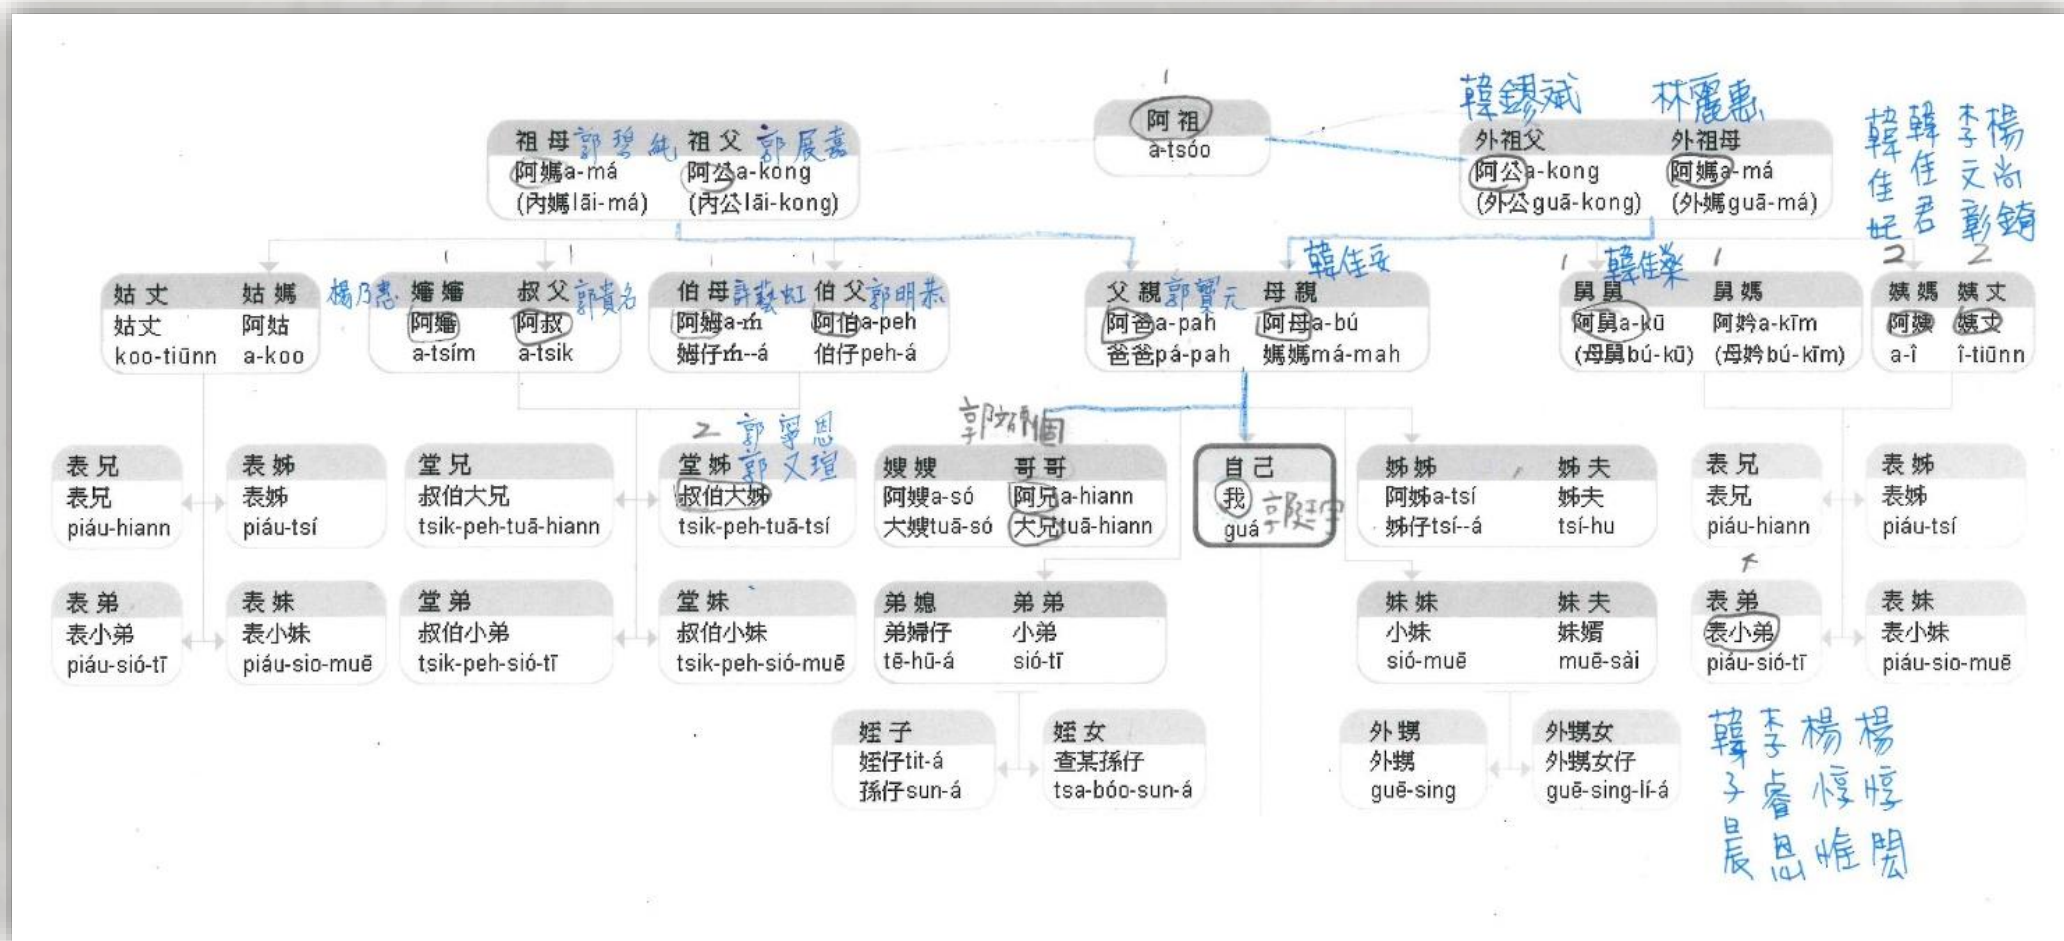 1
阿祖
a-tsóo
祖母 郭碧純 祖父 郭展嘉
阿媽a-má 阿公a-kong
(內媽lāi-má) (內公lāi-kong)
韓鏐斌 林麗惠
外祖父 外祖母
阿公a-kong 阿媽a-má
(外公guā-kong) (外媽guā-má)
韓佳妃
韓佳君
李文彰
楊尚錡
姑丈 姑媽
姑丈 阿姑
koo-tiūnn a-koo
1 1
楊乃惠 嬸嬸 叔父 郭貴名
阿嬸 阿叔
a-tsím a-tsik
1 1
伯母 許藝虹 伯父 郭明恭
阿姆a-ḿ 阿伯a-peh
姆仔ḿ--á 伯仔peh-á
韓佳妏
父親 郭寶元 母親
阿爸a-pah 阿母a-bú
爸爸pá-pah 媽媽má-mah
1 韓佳燊 1
舅舅 舅媽
阿舅a-kū 阿妗a-kīm
(母舅bú-kū) (母妗bú-kīm)
2 2
姨媽 姨丈
阿姨 姨丈
a-î î-tiūnn
表兄
表兄
piáu-hiann
表姊
表姊
piáu-tsí
堂兄
叔伯大兄
tsik-peh-tuā-hiann
2 郭甯恩
堂姊 郭又瑄
叔伯大姊
tsik-peh-tuā-tsí
嫂嫂 哥哥
阿嫂a-só 阿兄a-hiann
大嫂tuā-só 大兄tuā-hiann
自己
我
guá
姊姊 姊夫
阿姊a-tsí 姊夫
姊仔tsí--á tsí-hu
表兄
表兄
piáu-hiann
表姊
表姊
piáu-tsí
表弟
表小弟
piáu-sió-tī
表妹
表小妹
piáu-sio-muē
堂弟
叔伯小弟
tsik-peh-sió-tī
堂妹
叔伯小妹
tsik-peh-sió-muē
弟媳 弟弟
弟婦仔 小弟
tē-hū-á sió-tī
妹妹 妹夫
小妹 妹婿
sió-muē muē-sài
4
表弟
表小弟
piáu-sió-tī
表妹
表小妹
piáu-sio-muē
姪子
姪仔tit-á
孫仔sun-á
姪女
查某孫仔
tsa-bóo-sun-á
外甥
外甥
guē-sing
外甥女
外甥女仔
guē-sing-lí-á
韓子晨
李睿恩
楊惇惟
楊惇閎